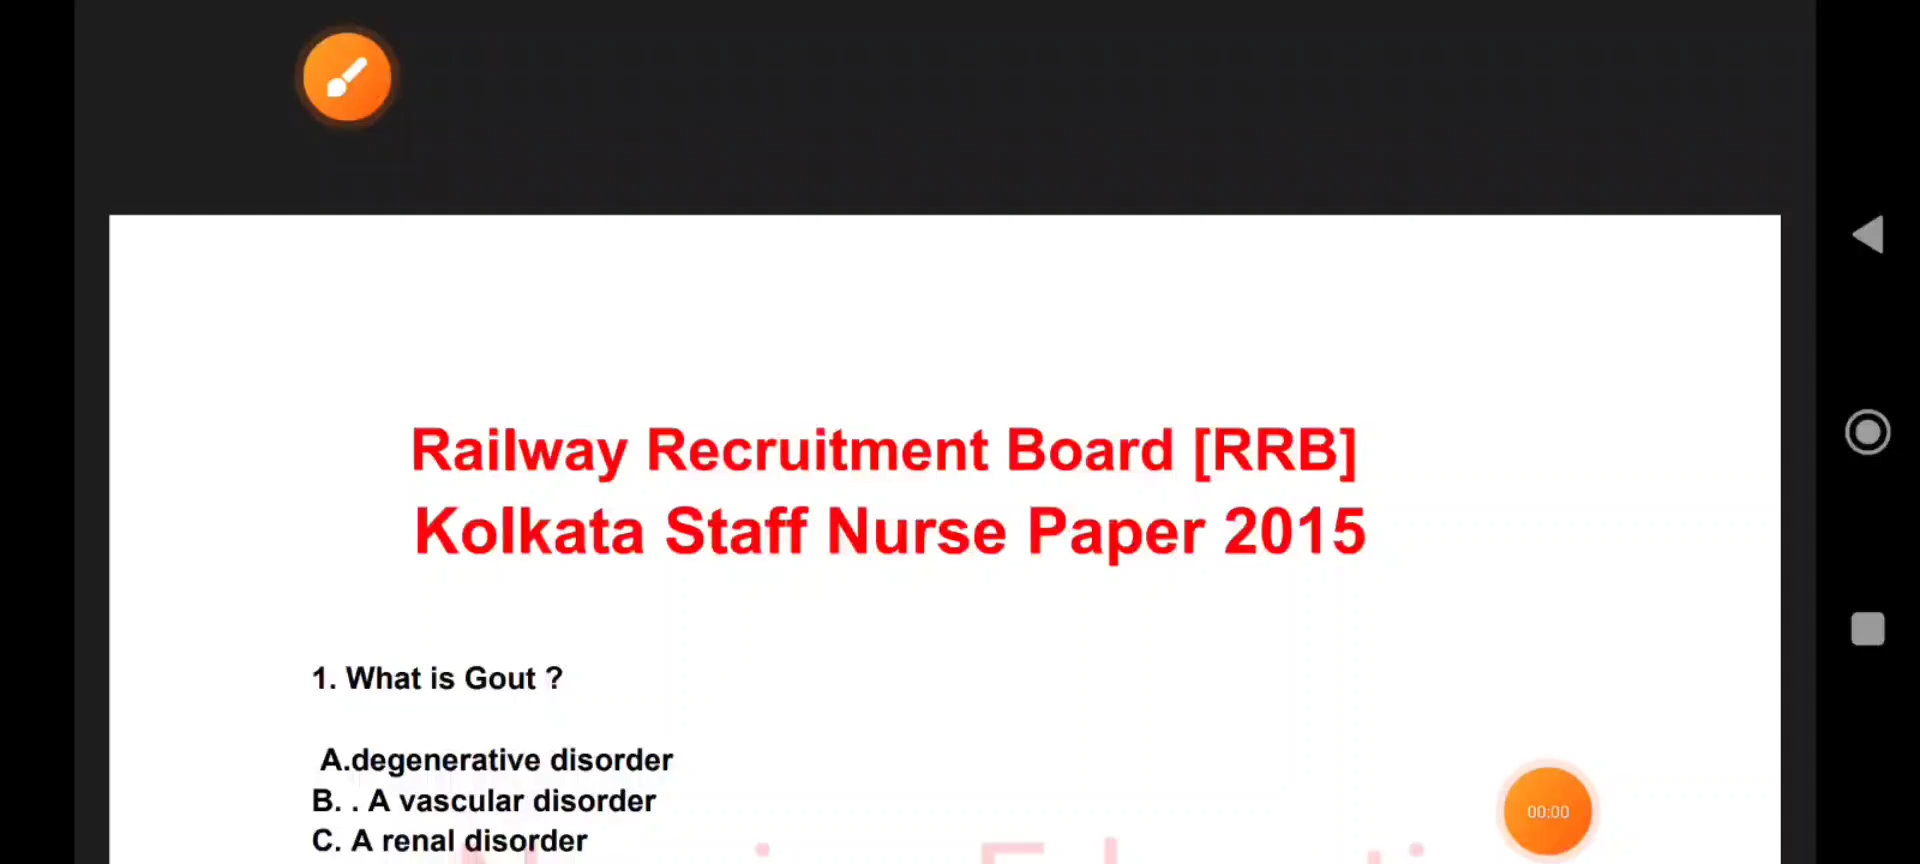 Railway Recruitment Board [RRB]
Kolkata Staff Nurse Paper 2015
1. What is Gout ?
A.degenerative disorder
B. . A vascular disorder
C. A renal disorder
00:00